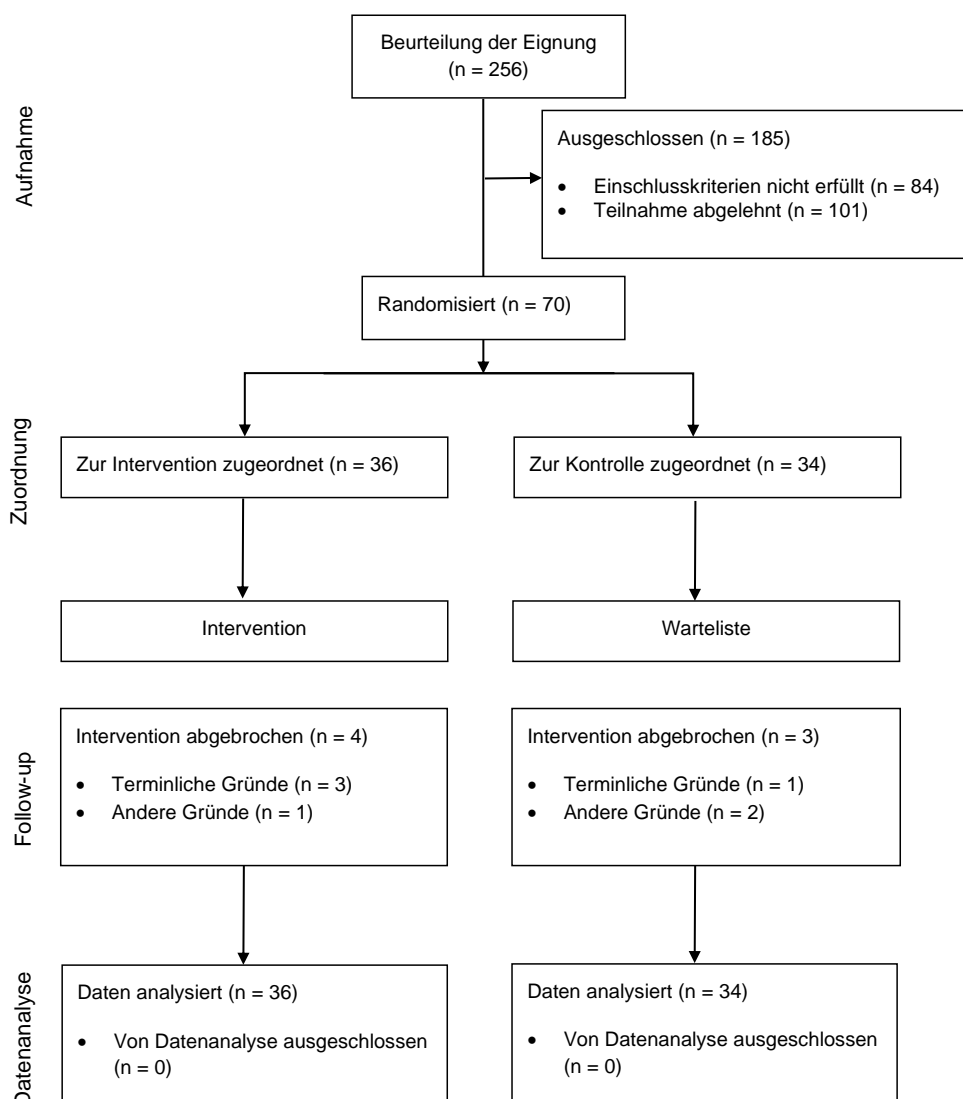 Beurteilung der Eignung
(n = 256)
Aufnahme
Ausgeschlossen (n = 185)
• Einschlusskriterien nicht erfüllt (n = 84)
• Teilnahme abgelehnt (n = 101)
Randomisiert (n = 70)
Zuordnung
Zur Intervention zugeordnet (n = 36)
Zur Kontrolle zugeordnet (n = 34)
Intervention
Warteliste
Follow-up
Intervention abgebrochen (n = 4)
• Terminliche Gründe (n = 3)
• Andere Gründe (n = 1)
Intervention abgebrochen (n = 3)
• Terminliche Gründe (n = 1)
• Andere Gründe (n = 2)
Datenanalyse
Daten analysiert (n = 36)
• Von Datenanalyse ausgeschlossen
(n = 0)
Daten analysiert (n = 34)
• Von Datenanalyse ausgeschlossen
(n = 0)